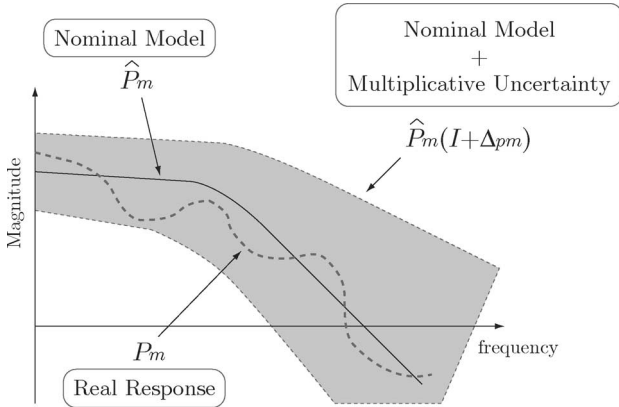 Nominal Model
P̂m
Nominal Model
+
Multiplicative Uncertainty
P̂m(I+Δpm)
Magnitude
frequency
Pm
Real Response